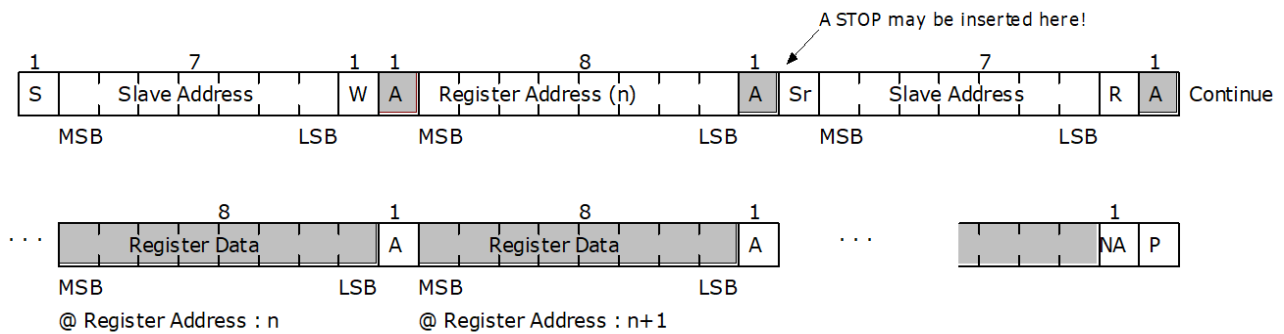 A STOP may be inserted here!
1 7 1 1 8 1 7 1
S Slave Address W A Register Address (n) A Sr Slave Address R A Continue
MSB LSB MSB LSB MSB LSB
8 1 8 1 1
. . . Register Data A Register Data A . . . NA P
MSB LSB MSB LSB
@ Register Address : n @ Register Address : n+1